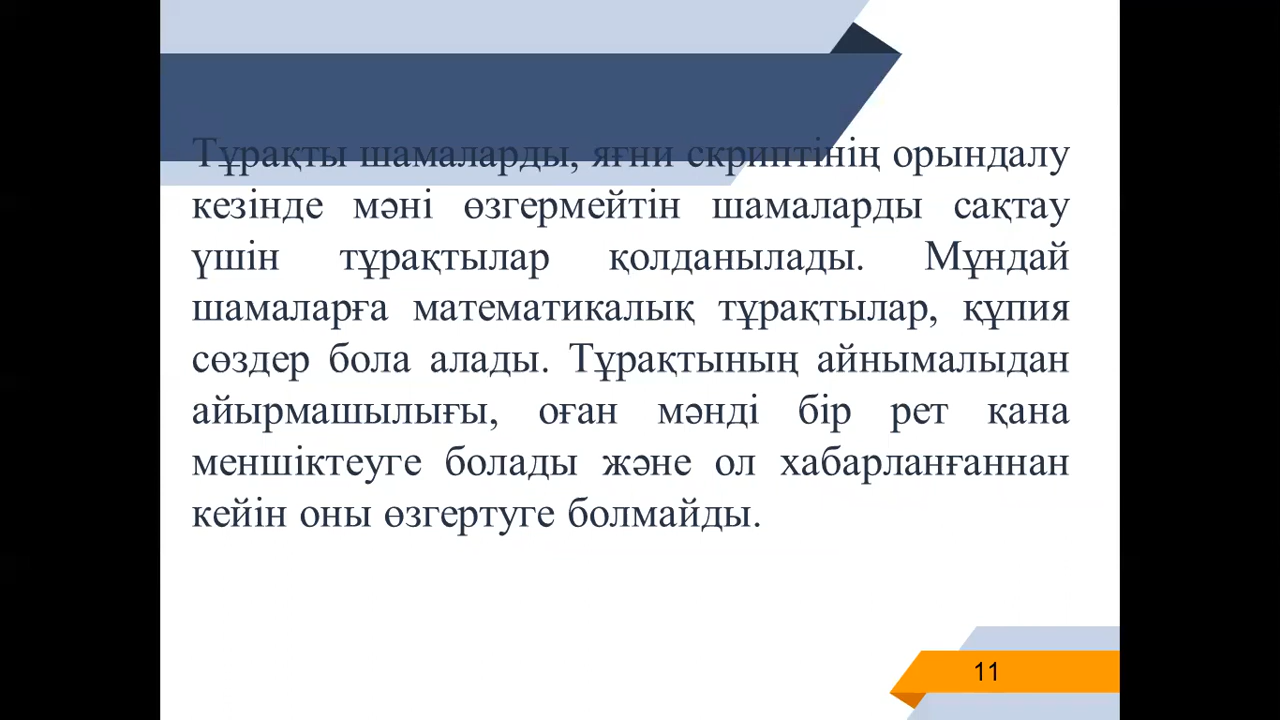 Тұрақты шамаларды, яғни скриптінің орындалу
кезінде мәні өзгермейтін шамаларды сақтау
үшін тұрақтылар қолданылады. Мұндай
шамаларға математикалық тұрақтылар, құпия
сөздер бола алады. Тұрақтының айнымалыдан
айырмашылығы, оған мәнді бір рет қана
меншіктеуге болады және ол хабарланғаннан
кейін оны өзгертуге болмайды.
11